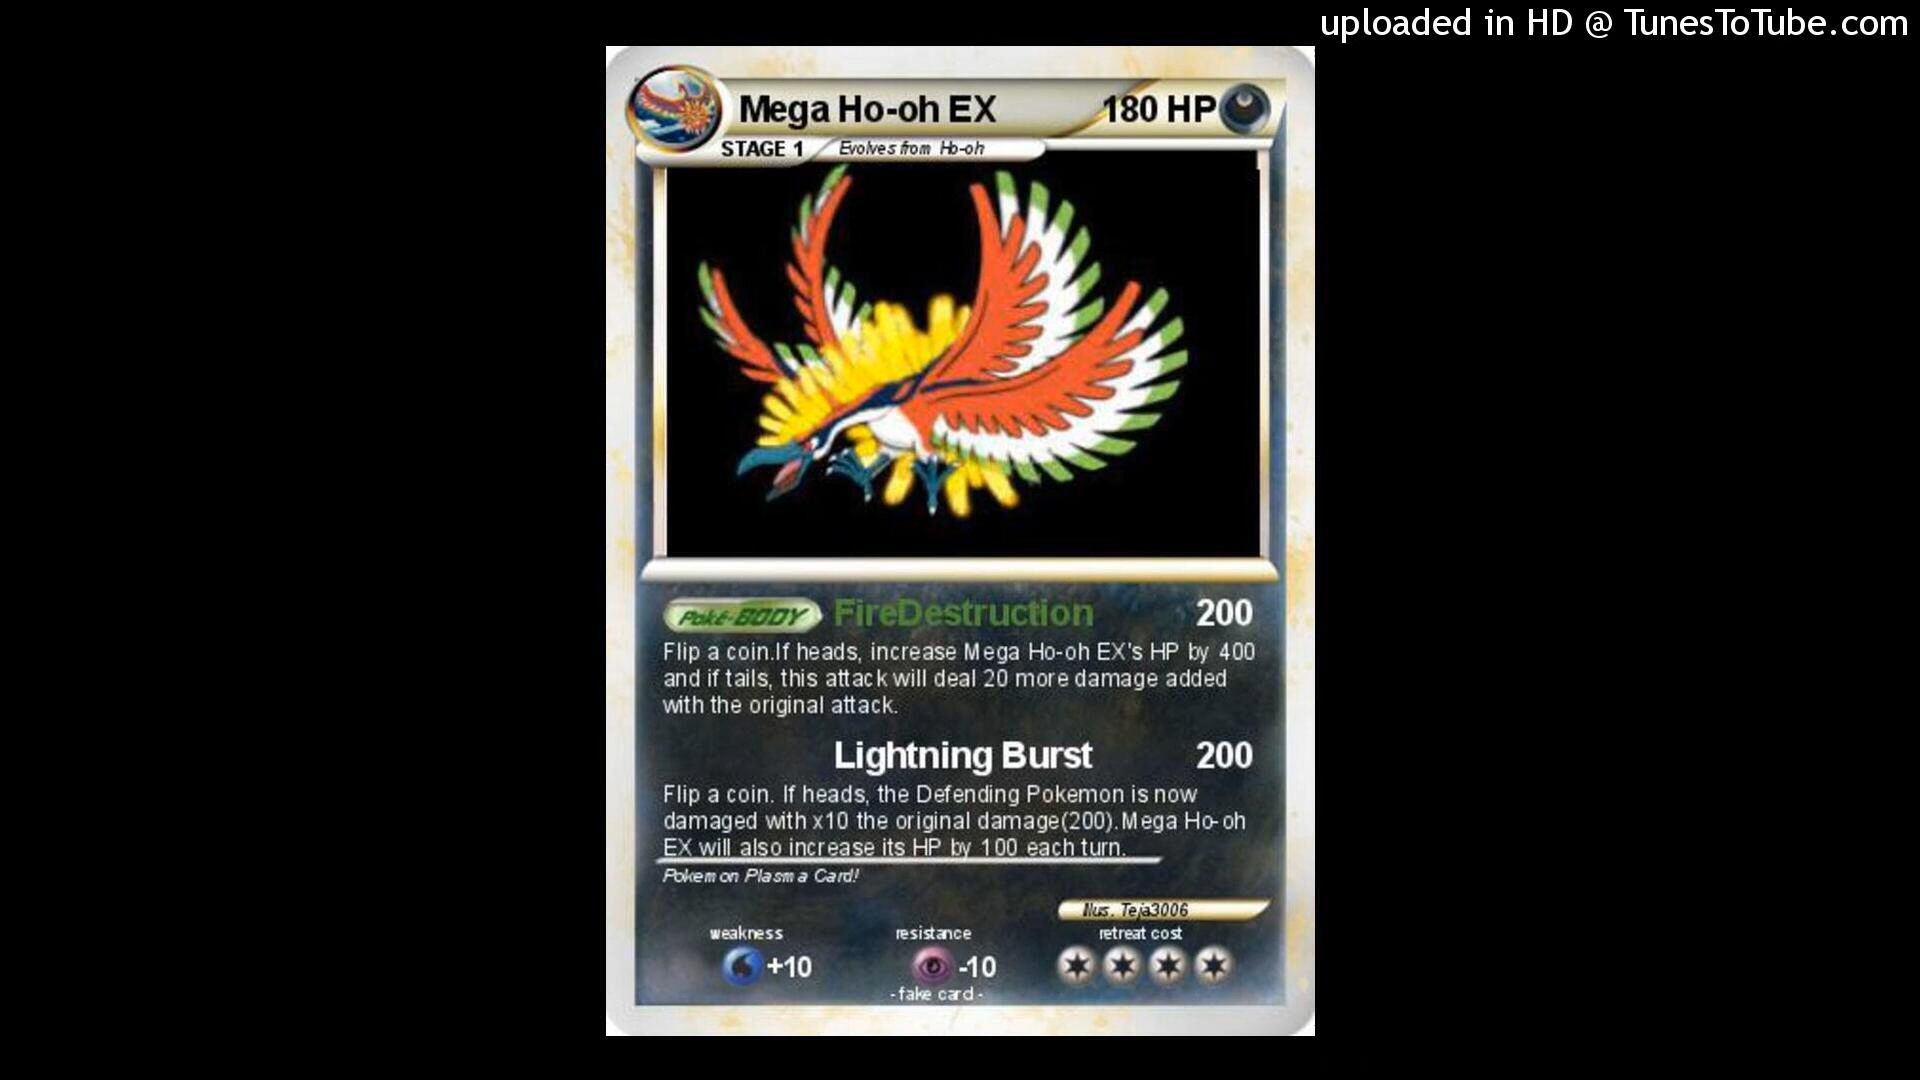 uploaded in HD @ TunesToTube.com
Mega Ho-oh EX 180 HP
STAGE 1 Evolves from Ho-oh
Poké-BODY FireDestruction 200
Flip a coin.If heads, increase Mega Ho-oh EX's HP by 400
and if tails, this attack will deal 20 more damage added
with the original attack.
Lightning Burst 200
Flip a coin. If heads, the Defending Pokemon is now
damaged with x10 the original damage(200).Mega Ho-oh
EX will also increase its HP by 100 each turn.
Pokemon Plasma Card!
Illus. Teja3006
weakness resistance retreat cost
+10 -10
- fake card -